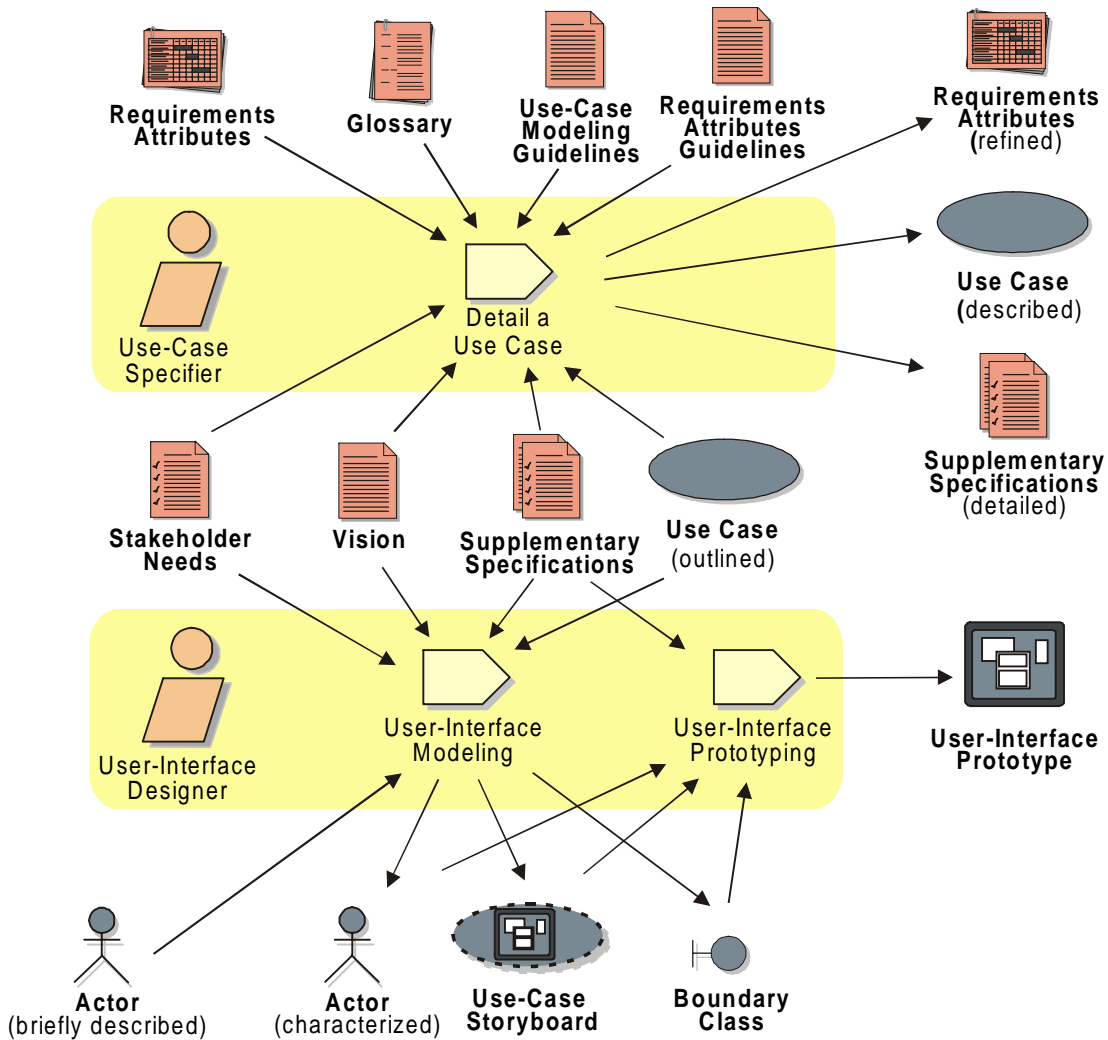 Requirements
Attributes
Glossary
Use-Case
Modeling
Guidelines
Requirements
Attributes
Guidelines
Requirements
Attributes
(refined)
Use-Case
Specifier
Detail a
Use Case
Use Case
(described)
Stakeholder
Needs
Vision
Supplementary
Specifications
Use Case
(outlined)
Supplementary
Specifications
(detailed)
User-Interface
Designer
User-Interface
Modeling
User-Interface
Prototyping
User-Interface
Prototype
Actor
(briefly described)
Actor
(characterized)
Use-Case
Storyboard
Boundary
Class